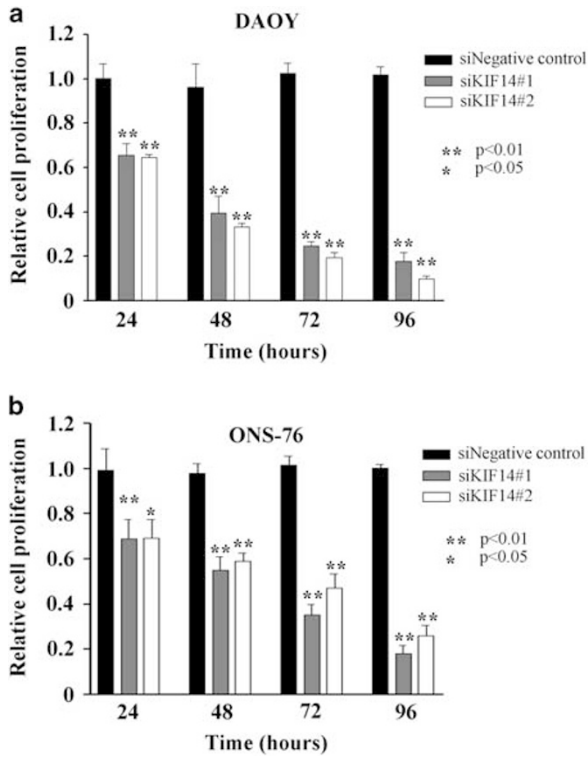 a
DAOY
1.2
1.0
0.8
0.6
0.4
0.2
0
Relative cell proliferation
** **
** **
** **
** **
24 48 72 96
Time (hours)
siNegative control
siKIF14#1
siKIF14#2
** p<0.01
* p<0.05
b
ONS-76
1.2
1.0
0.8
0.6
0.4
0.2
0
Relative cell proliferation
** *
** **
** **
** **
24 48 72 96
Time (hours)
siNegative control
siKIF14#1
siKIF14#2
** p<0.01
* p<0.05